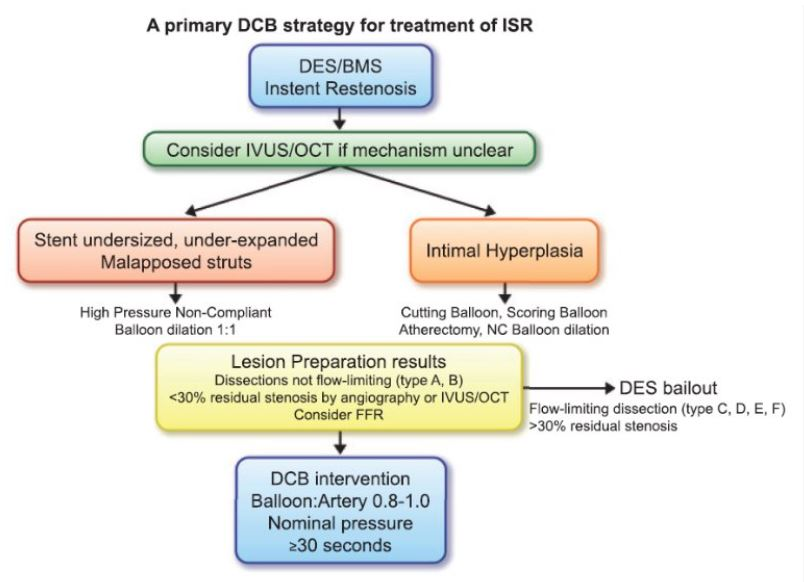 A primary DCB strategy for treatment of ISR
DES/BMS
Instent Restenosis
Consider IVUS/OCT if mechanism unclear
Stent undersized, under-expanded
Malapposed struts
High Pressure Non-Compliant
Balloon dilation 1:1
Intimal Hyperplasia
Cutting Balloon, Scoring Balloon
Atherectomy, NC Balloon dilation
Lesion Preparation results
Dissections not flow-limiting (type A, B)
<30% residual stenosis by angiography or IVUS/OCT
Consider FFR
DES bailout
Flow-limiting dissection (type C, D, E, F)
>30% residual stenosis
DCB intervention
Balloon:Artery 0.8-1.0
Nominal pressure
≥30 seconds